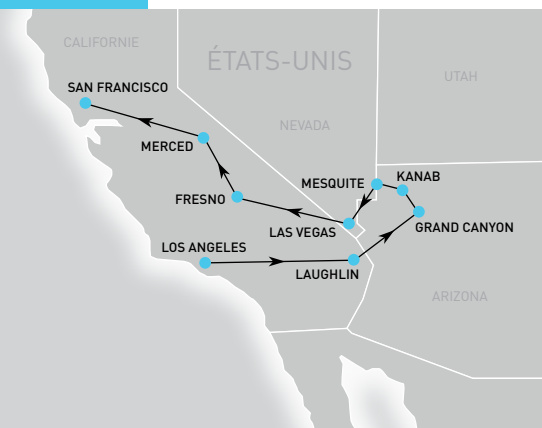 CALIFORNIE
ÉTATS-UNIS
UTAH
SAN FRANCISCO
NEVADA
MERCED
KANAB
MESQUITE
FRESNO
GRAND CANYON
LAS VEGAS
LOS ANGELES
LAUGHLIN
ARIZONA